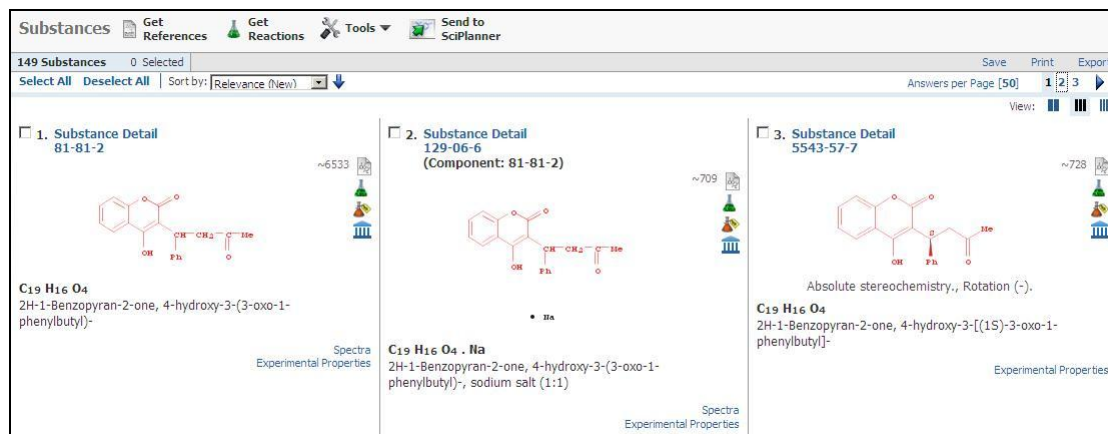 Substances
Get References
Get Reactions
Tools
Send to SciPlanner
149 Substances 0 Selected
Save Print Export
Select All Deselect All Sort by: Relevance (New)
Answers per Page [50] 1 2 3
View:
1. Substance Detail
81-81-2
~6533
O
O
CH CH2 C Me
OH Ph O
C19 H16 O4
2H-1-Benzopyran-2-one, 4-hydroxy-3-(3-oxo-1-
phenylbutyl)-
Spectra
Experimental Properties
2. Substance Detail
129-06-6
(Component: 81-81-2)
~709
O
O
CH CH2 C Me
OH Ph O
• Na
C19 H16 O4 . Na
2H-1-Benzopyran-2-one, 4-hydroxy-3-(3-oxo-1-
phenylbutyl)-, sodium salt (1:1)
Spectra
Experimental Properties
3. Substance Detail
5543-57-7
~728
O
O
Me
OH Ph O
Absolute stereochemistry., Rotation (-).
C19 H16 O4
2H-1-Benzopyran-2-one, 4-hydroxy-3-[(1S)-3-oxo-1-
phenylbutyl]-
Experimental Properties